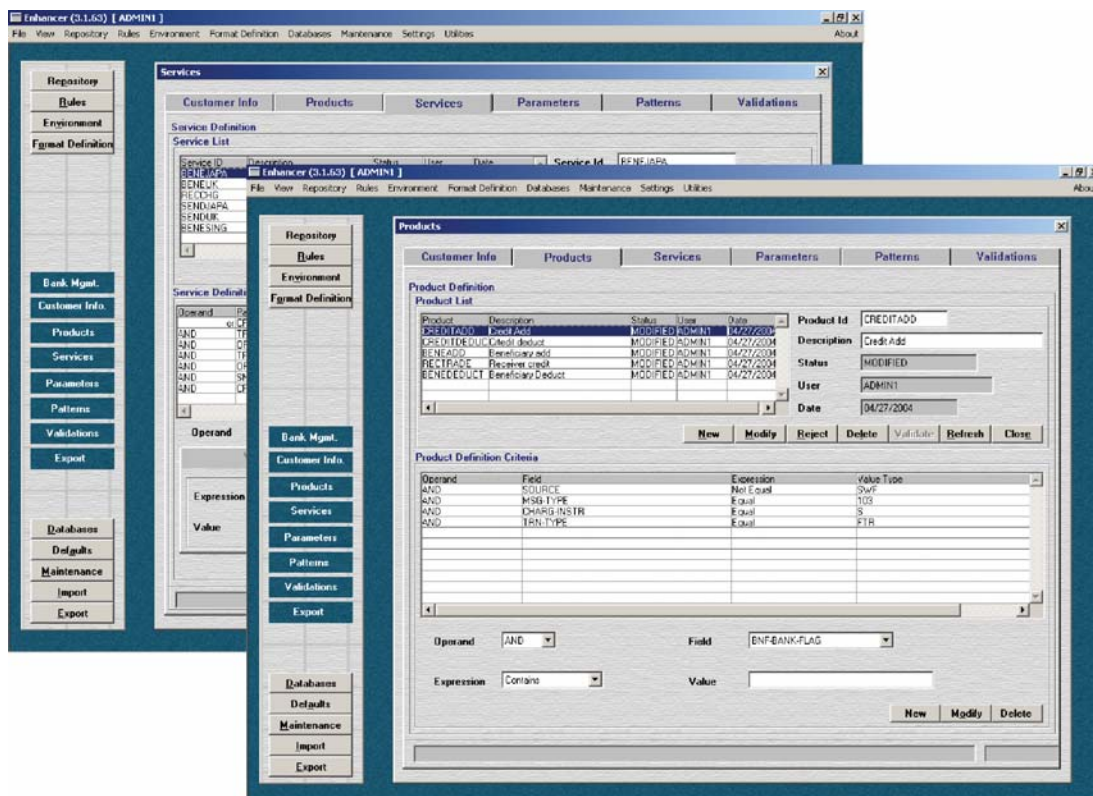 Enhancer (3.1.63) [ ADMIN1 ]
File View Repository Rules Environment Format Definition Databases Maintenance Settings Utilities About
Repository
Rules
Environment
Format Definition
Bank Mgmt.
Customer Info.
Products
Services
Parameters
Patterns
Validations
Export
Databases
Defaults
Maintenance
Import
Export
Services
Customer Info Products Services Parameters Patterns Validations
Service Definition
Service List
Service ID Description Status User Date Service Id BENEJAPA
BENEJAPA
BENEUK
RECCHG
SENDJAPA
SENDUK
BENESING
Operand
AND
AND
AND
AND
AND
AND
Operand
Expression
Value
Enhancer (3.1.63) [ ADMIN1 ]
File View Repository Rules Environment Format Definition Databases Maintenance Settings Utilities
Repository
Rules
Environment
Format Definition
Bank Mgmt.
Customer Info.
Products
Services
Parameters
Patterns
Validations
Export
Databases
Defaults
Maintenance
Import
Export
Products
Customer Info Products Services Parameters Patterns Validations
Product Definition
Product List
Product Description Status User Date
CREDITADD Credit Add MODIFIED ADMIN1 04/27/2004
CREDITDEDUC Credit deduct MODIFIED ADMIN1 04/27/2004
BENEADD Beneficiary add MODIFIED ADMIN1 04/27/2004
RECTRADE Receiver credit MODIFIED ADMIN1 04/27/2004
BENEDEDUCT Beneficiary Deduct MODIFIED ADMIN1 04/27/2004
Product Id CREDITADD
Description Credit Add
Status MODIFIED
User ADMIN1
Date 04/27/2004
New Modify Reject Delete Validate Refresh Close
Product Definition Criteria
Operand Field Expression Value Type
AND SOURCE Not Equal SWF
AND MSG-TYPE Equal 103
AND CHARG-INSTR Equal S
AND TRN-TYPE Equal FTR
Operand AND Field BNF-BANK-FLAG
Expression Contains Value
New Modify Delete